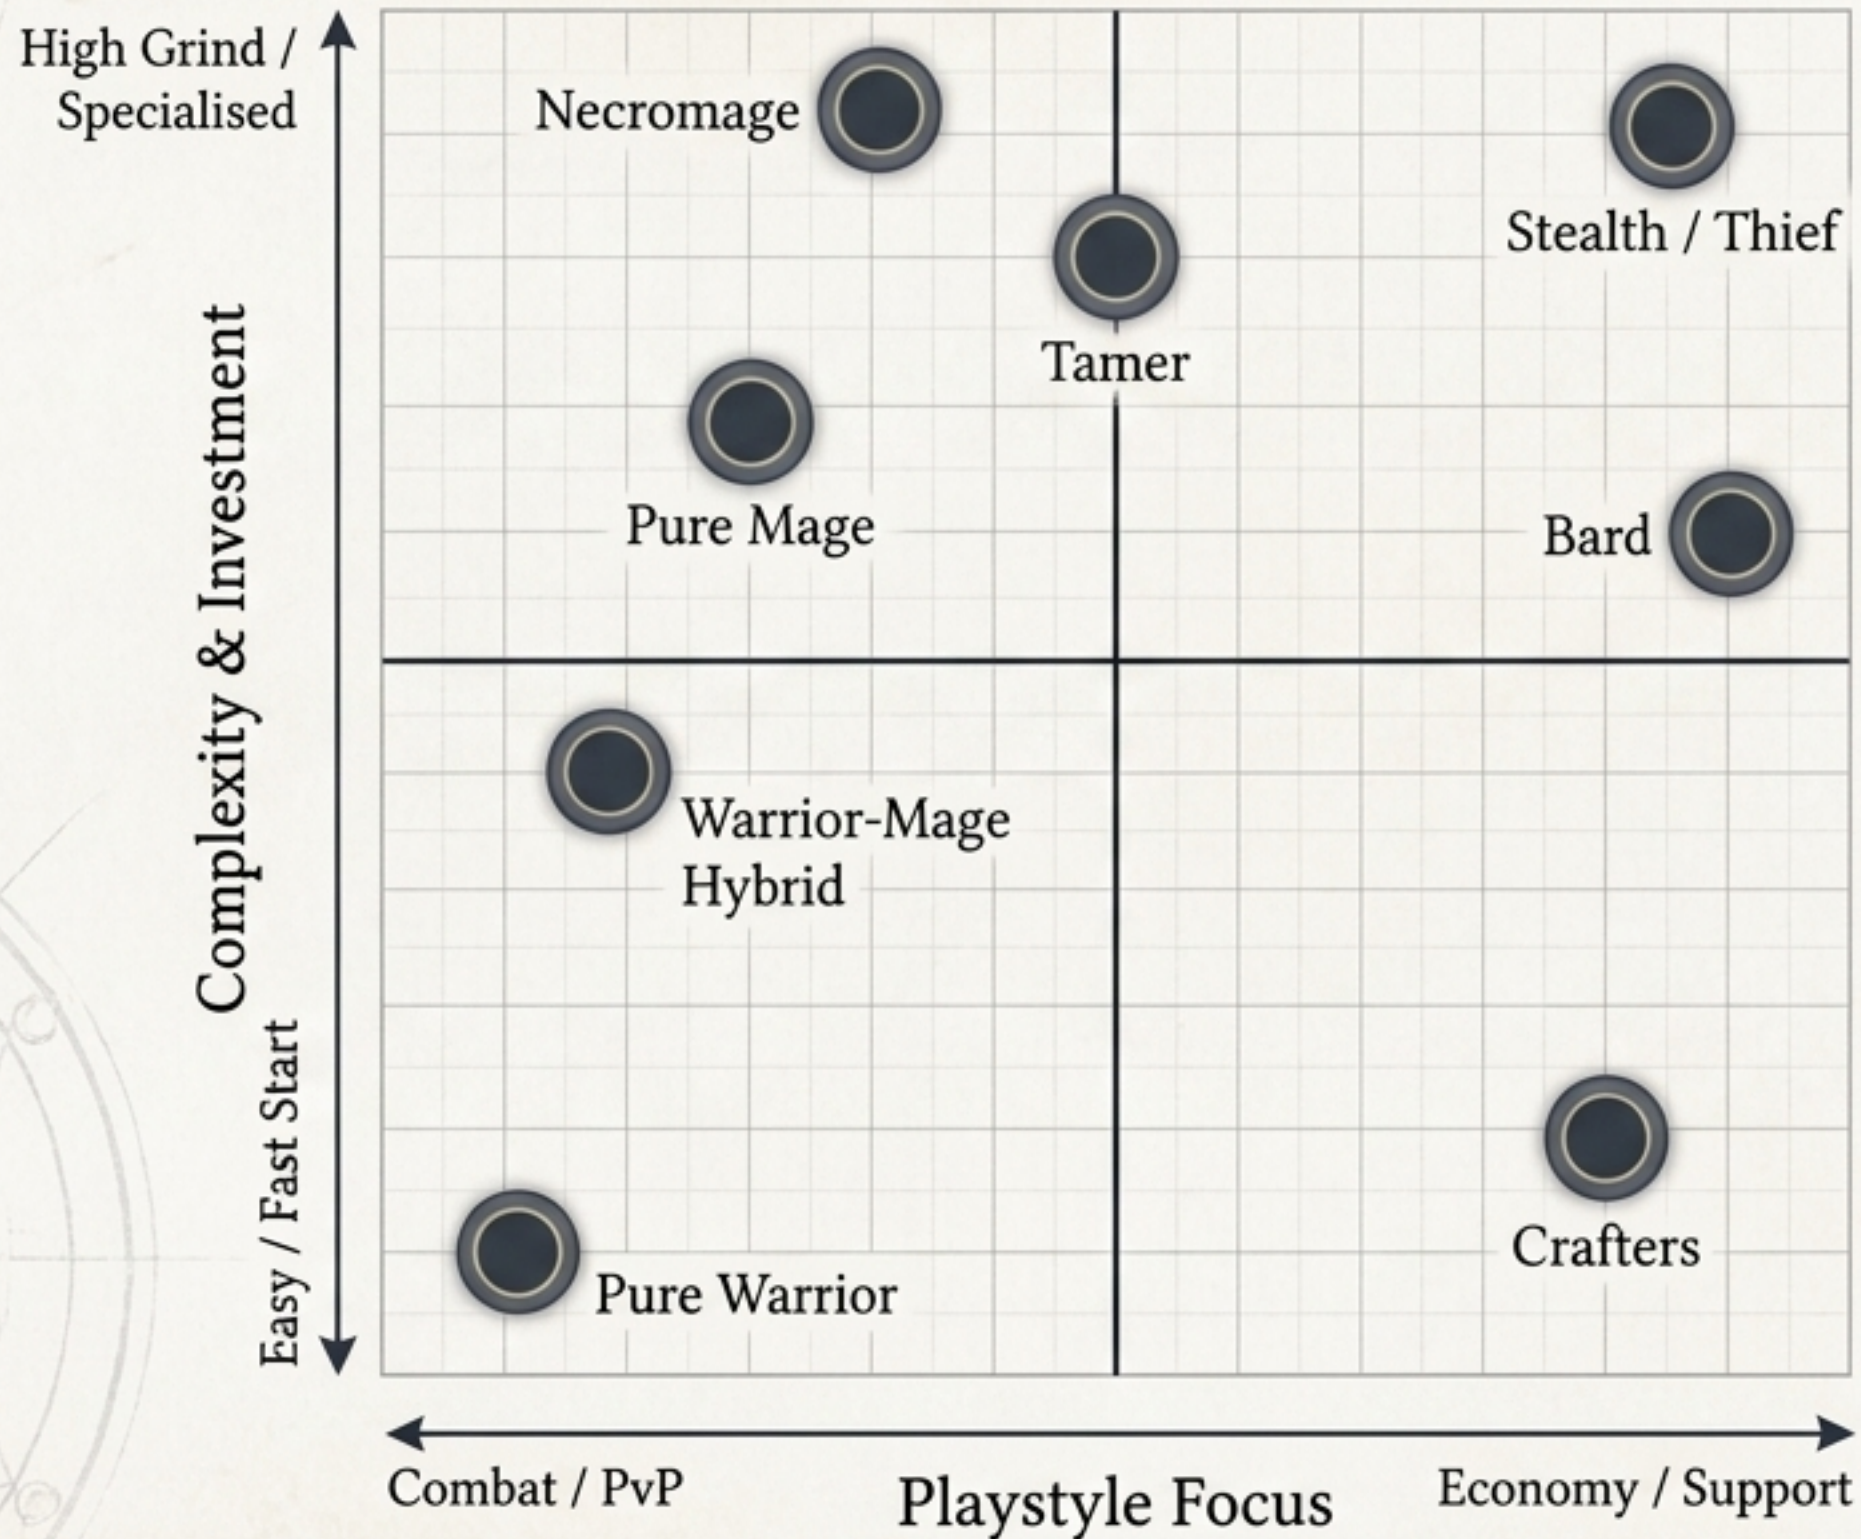 High Grind /
Specialised
Necromage
Stealth / Thief
Tamer
Pure Mage
Bard
Complexity & Investment
Warrior-Mage
Hybrid
Easy / Fast Start
Crafters
Pure Warrior
Combat / PvP
Playstyle Focus
Economy / Support